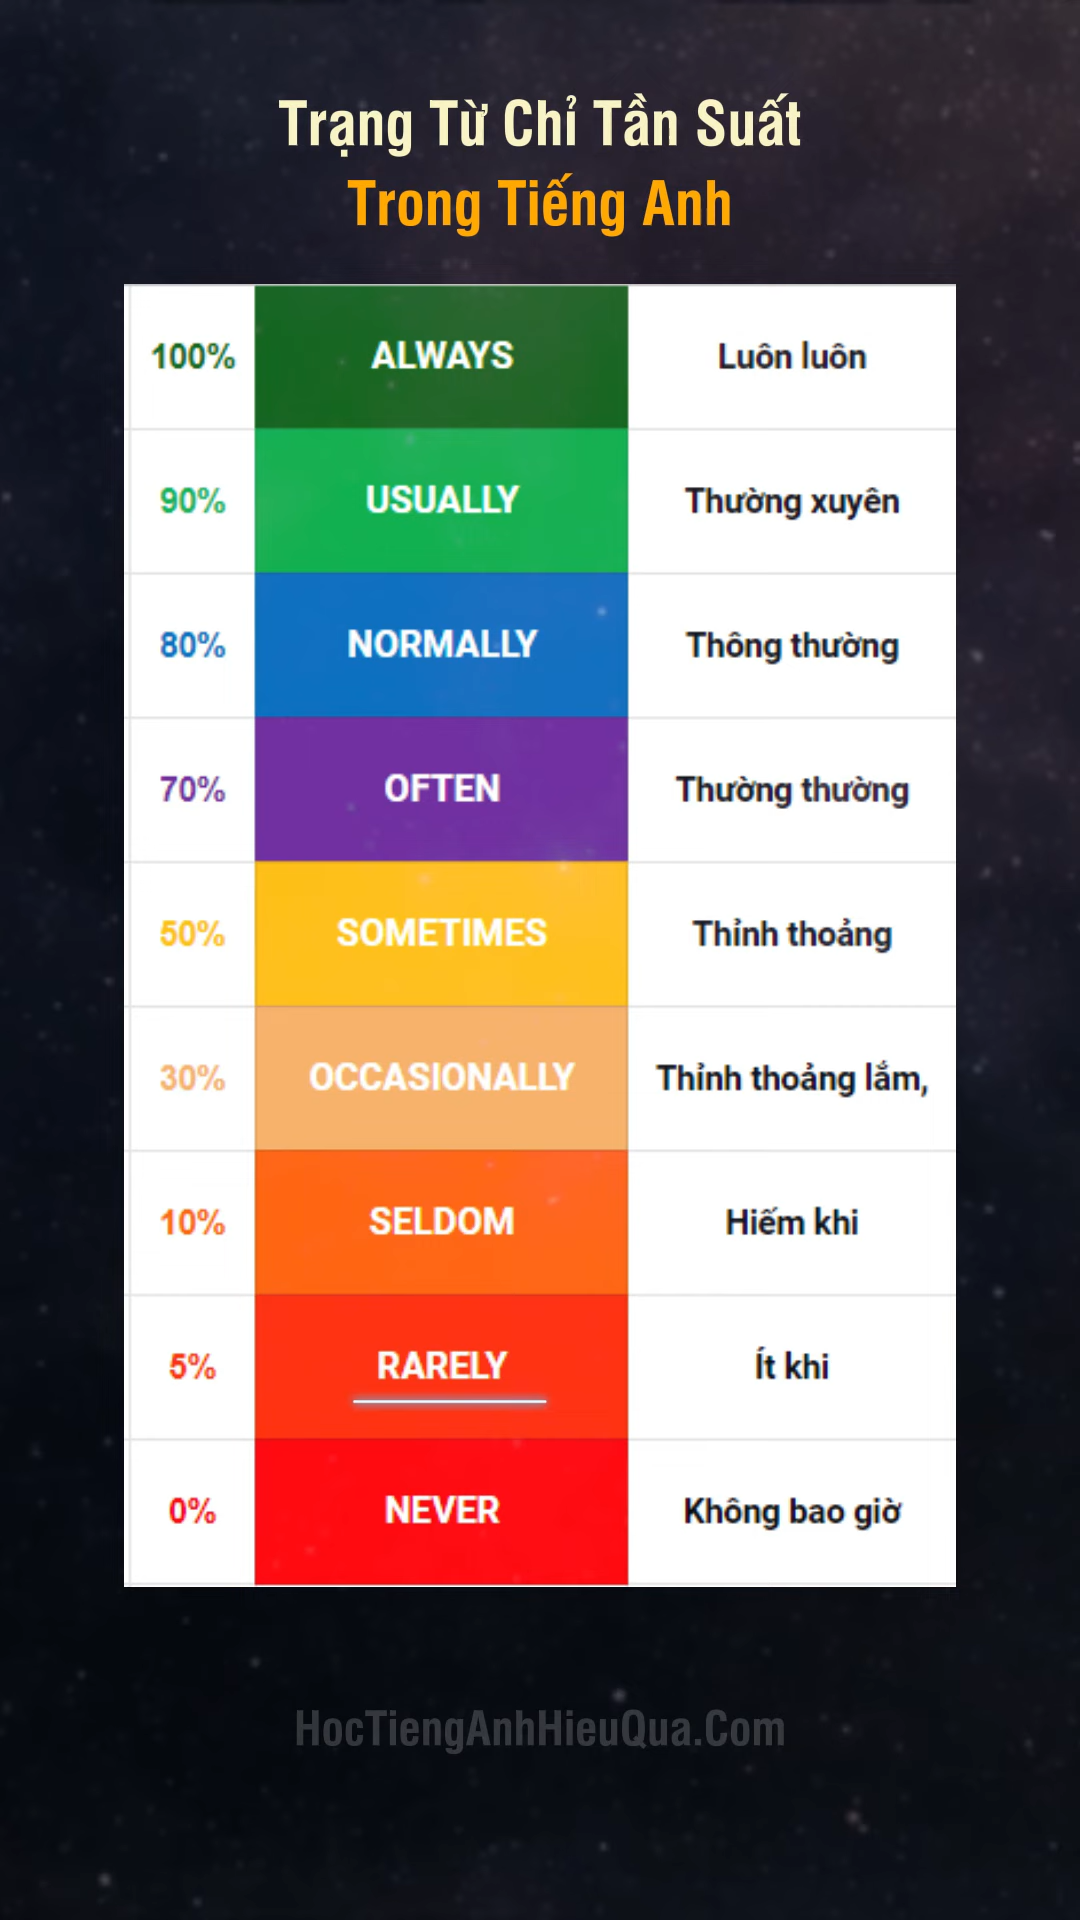 Trạng Từ Chỉ Tần Suất
Trong Tiếng Anh
100% ALWAYS Luôn luôn
90% USUALLY Thường xuyên
80% NORMALLY Thông thường
70% OFTEN Thường thường
50% SOMETIMES Thỉnh thoảng
30% OCCASIONALLY Thỉnh thoảng lắm,
10% SELDOM Hiếm khi
5% RARELY Ít khi
0% NEVER Không bao giờ
HocTiengAnhHieuQua.Com